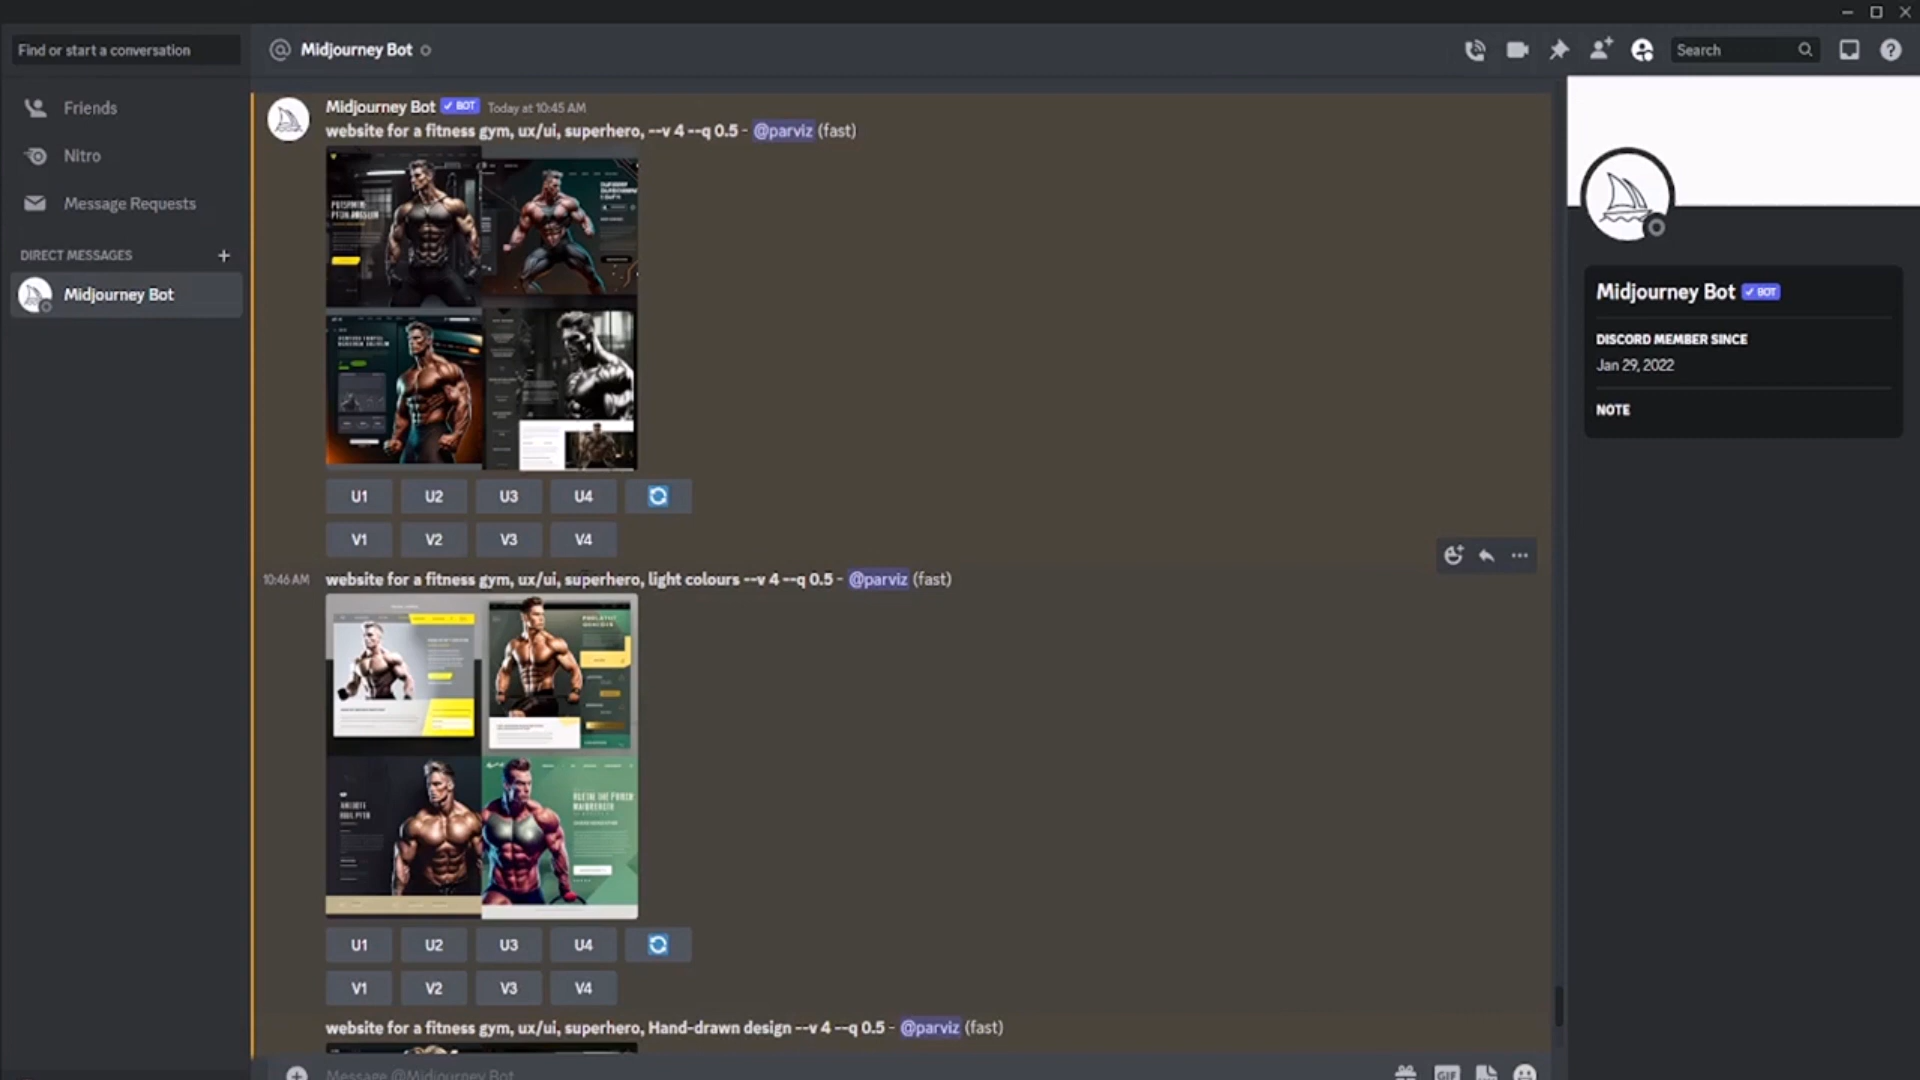 Find or start a conversation
Midjourney Bot
Search
Friends
Nitro
Message Requests
DIRECT MESSAGES
Midjourney Bot
Midjourney Bot BOT Today at 10:45 AM
website for a fitness gym, ux/ui, superhero, --v 4 --q 0.5 - @parviz (fast)
U1 U2 U3 U4
V1 V2 V3 V4
10:46 AM website for a fitness gym, ux/ui, superhero, light colours --v 4 --q 0.5 - @parviz (fast)
U1 U2 U3 U4
V1 V2 V3 V4
website for a fitness gym, ux/ui, superhero, Hand-drawn design --v 4 --q 0.5 - @parviz (fast)
Message @Midjourney Bot
GIF
Midjourney Bot BOT
DISCORD MEMBER SINCE
Jan 29, 2022
NOTE